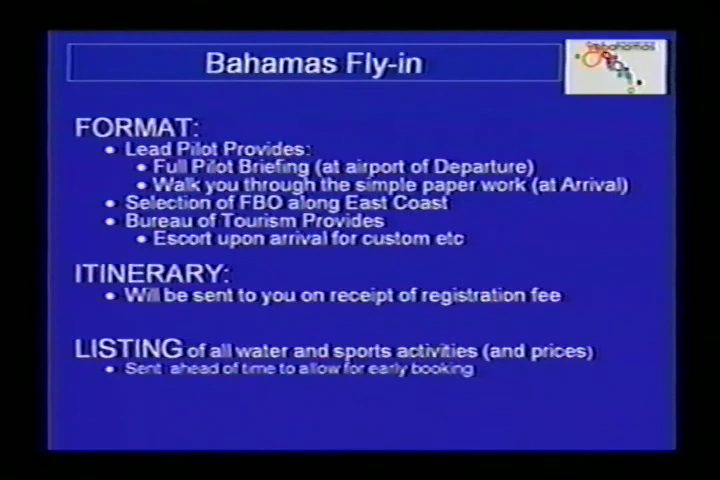 Bahamas Fly-in
bahamas
FORMAT:
• Lead Pilot Provides:
• Full Pilot Briefing (at airport of Departure)
• Walk you through the simple paper work (at Arrival)
• Selection of FBO along East Coast
• Bureau of Tourism Provides
• Escort upon arrival for custom etc
ITINERARY:
• Will be sent to you on receipt of registration fee
LISTING of all water and sports activities (and prices)
• Sent ahead of time to allow for early booking